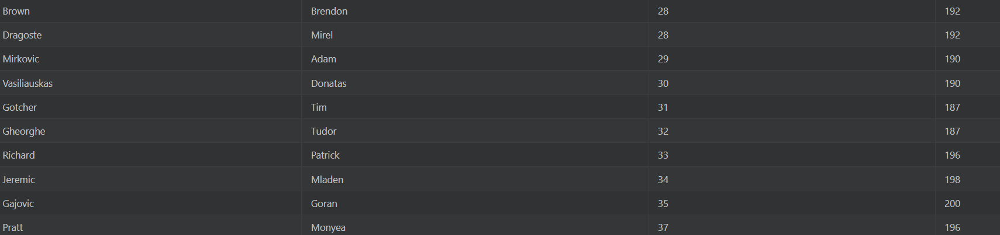 Brown Brendon 28 192
Dragoste Mirel 28 192
Mirkovic Adam 29 190
Vasiliauskas Donatas 30 190
Gotcher Tim 31 187
Gheorghe Tudor 32 187
Richard Patrick 33 196
Jeremic Mladen 34 198
Gajovic Goran 35 200
Pratt Monyea 37 196